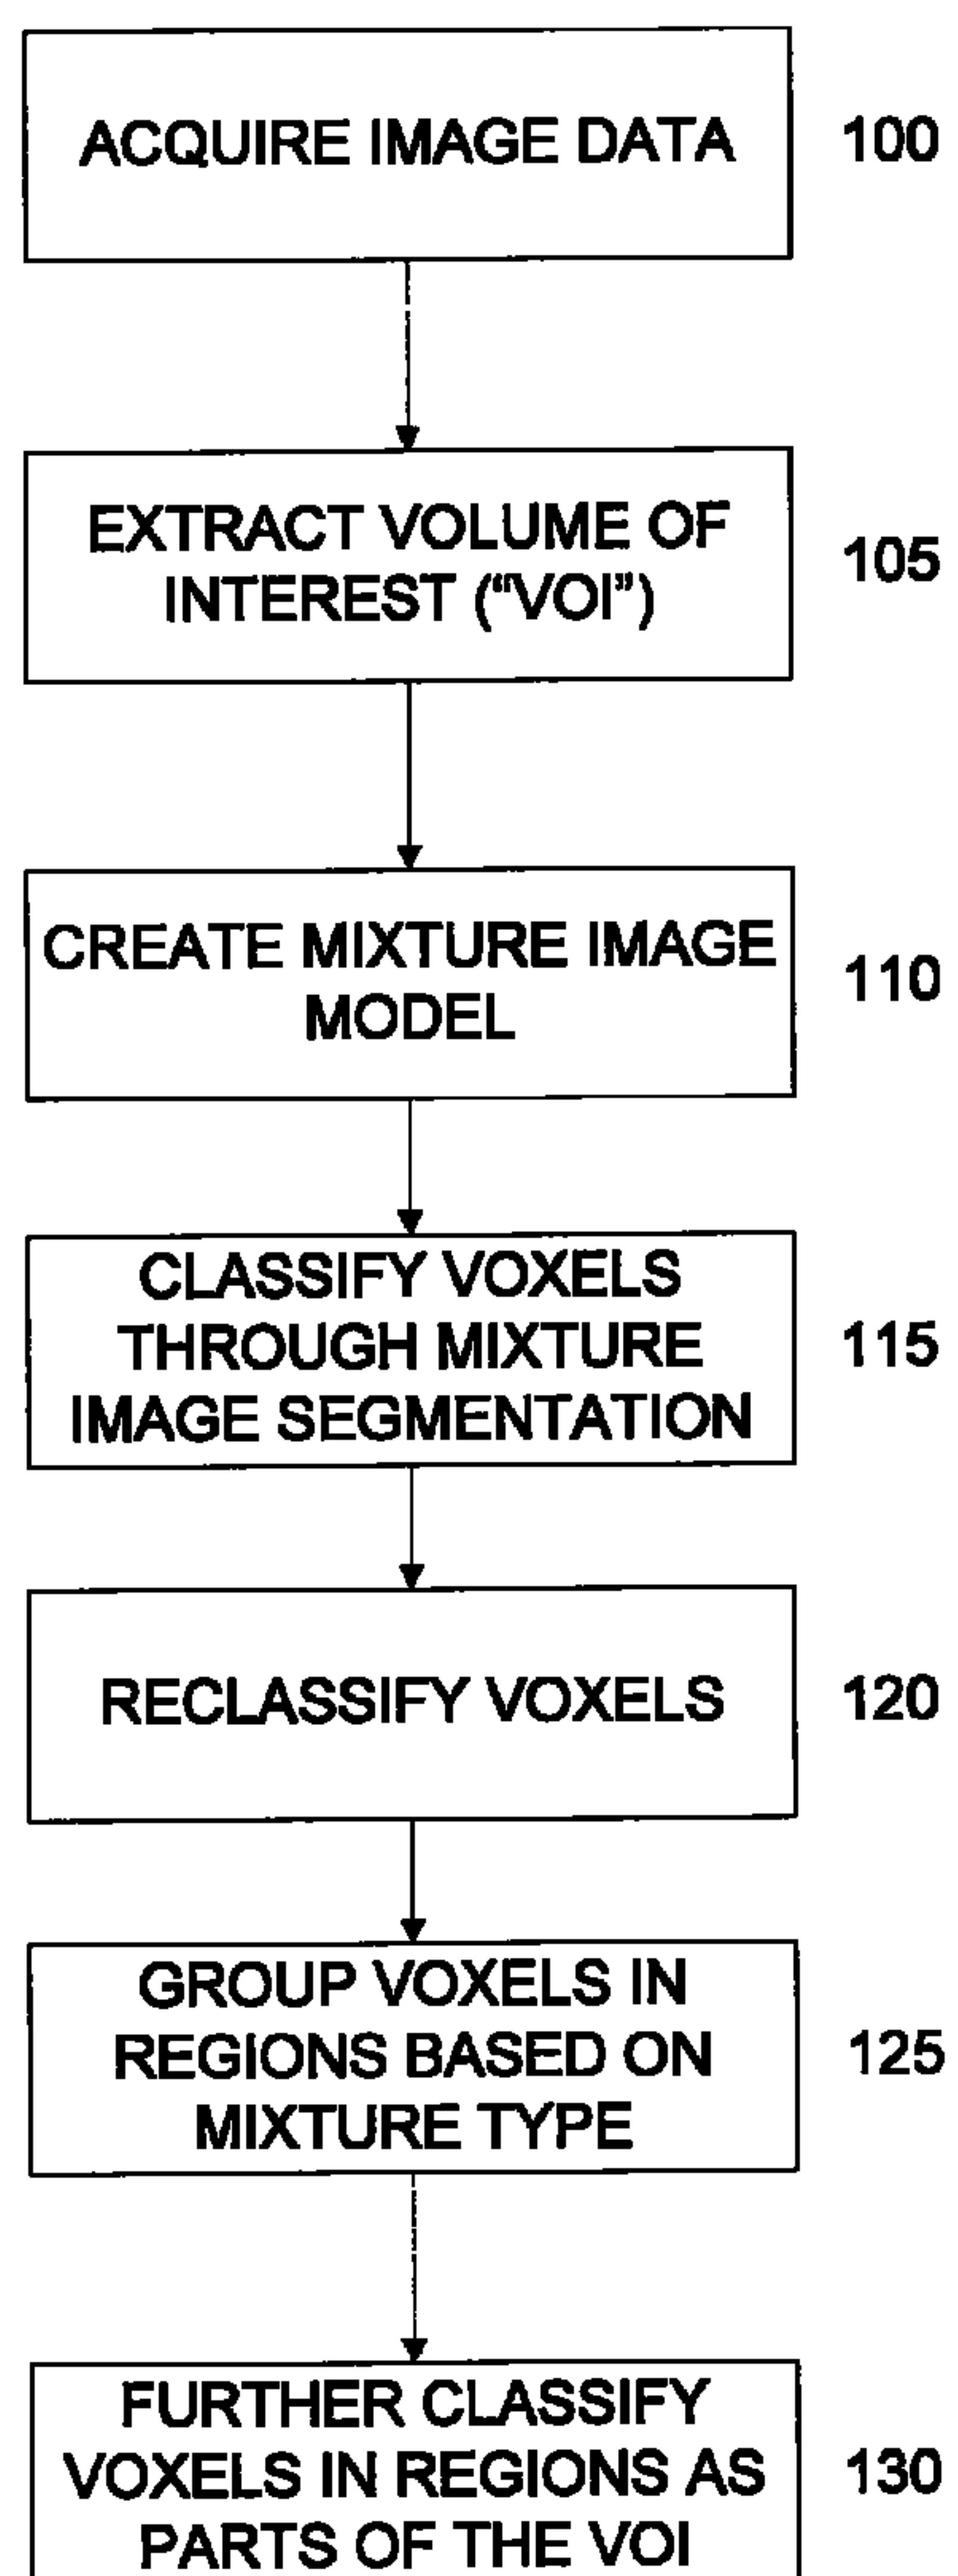 ACQUIRE IMAGE DATA
100
EXTRACT VOLUME OF
INTEREST (“VOI”)
105
CREATE MIXTURE IMAGE
MODEL
110
CLASSIFY VOXELS
THROUGH MIXTURE
IMAGE SEGMENTATION
115
RECLASSIFY VOXELS
120
GROUP VOXELS IN
REGIONS BASED ON
MIXTURE TYPE
125
FURTHER CLASSIFY
VOXELS IN REGIONS AS
PARTS OF THE VOI
130